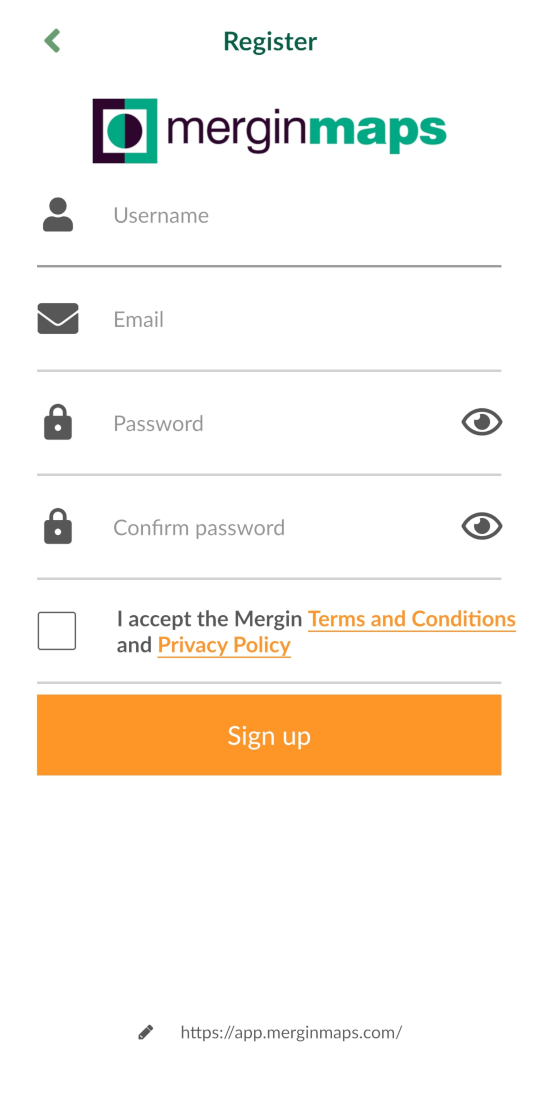 Register
merginmaps
Username
Email
Password
Confirm password
I accept the Mergin Terms and Conditions
and Privacy Policy
Sign up
https://app.merginmaps.com/